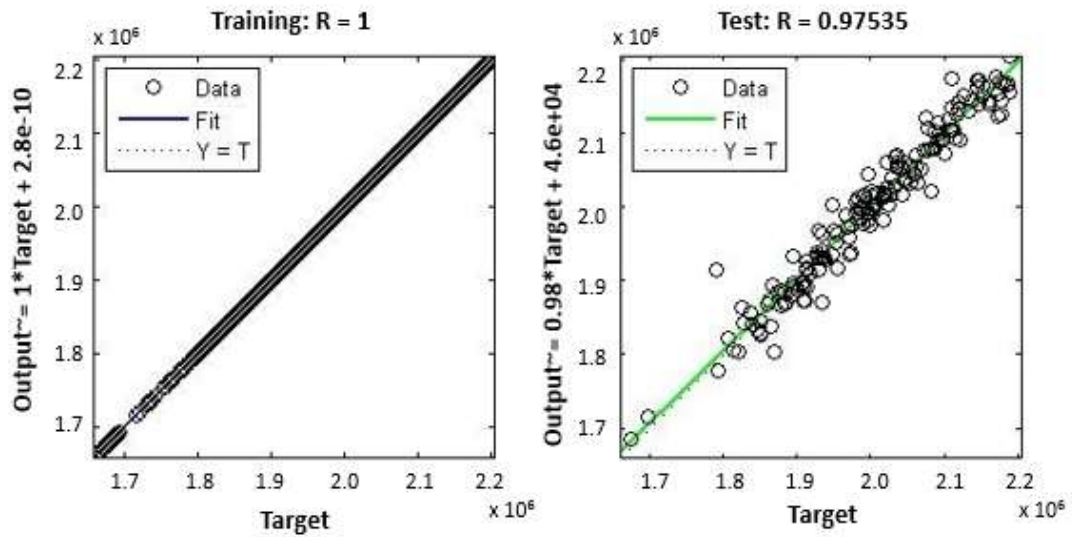 Training: R = 1
x 10⁶
Output~= 1*Target + 2.8e-10
2.2
2.1
2.0
1.9
1.8
1.7
Data
Fit
Y = T
1.7 1.8 1.9 2.0 2.1 2.2
x 10⁶
Target
Test: R = 0.97535
x 10⁶
Output~= 0.98*Target + 4.6e+04
2.2
2.1
2.0
1.9
1.8
1.7
Data
Fit
Y = T
1.7 1.8 1.9 2.0 2.1 2.2
x 10⁶
Target